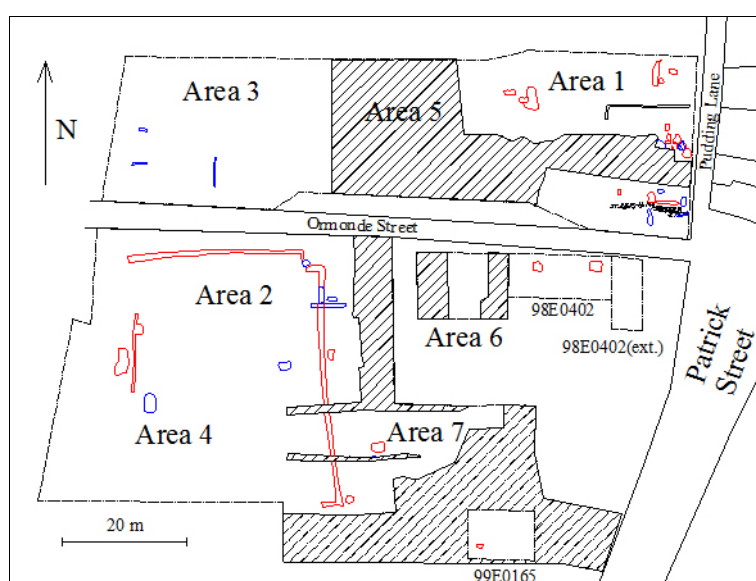 Area 3
Area 1
Area 5
N
Pudding Lane
Ormonde Street
Area 2
98E0402
Area 6
98E0402(ext.)
Patrick
Street
Area 4
Area 7
20 m
99E0165